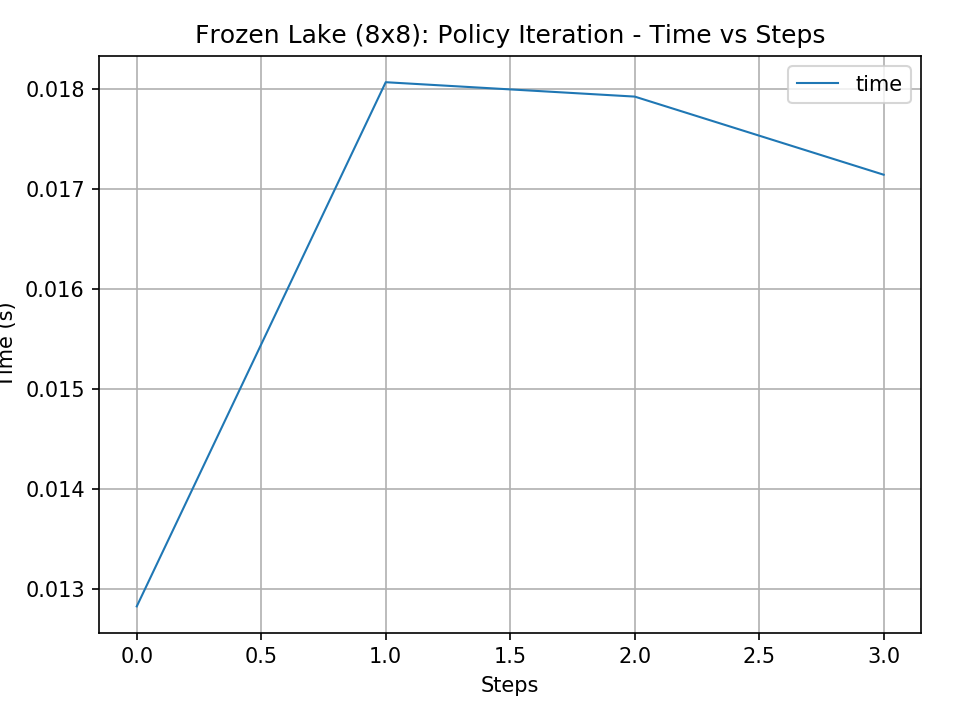 Frozen Lake (8x8): Policy Iteration - Time vs Steps
time
0.018
0.017
0.016
0.015
0.014
0.013
Time (s)
0.0 0.5 1.0 1.5 2.0 2.5 3.0
Steps